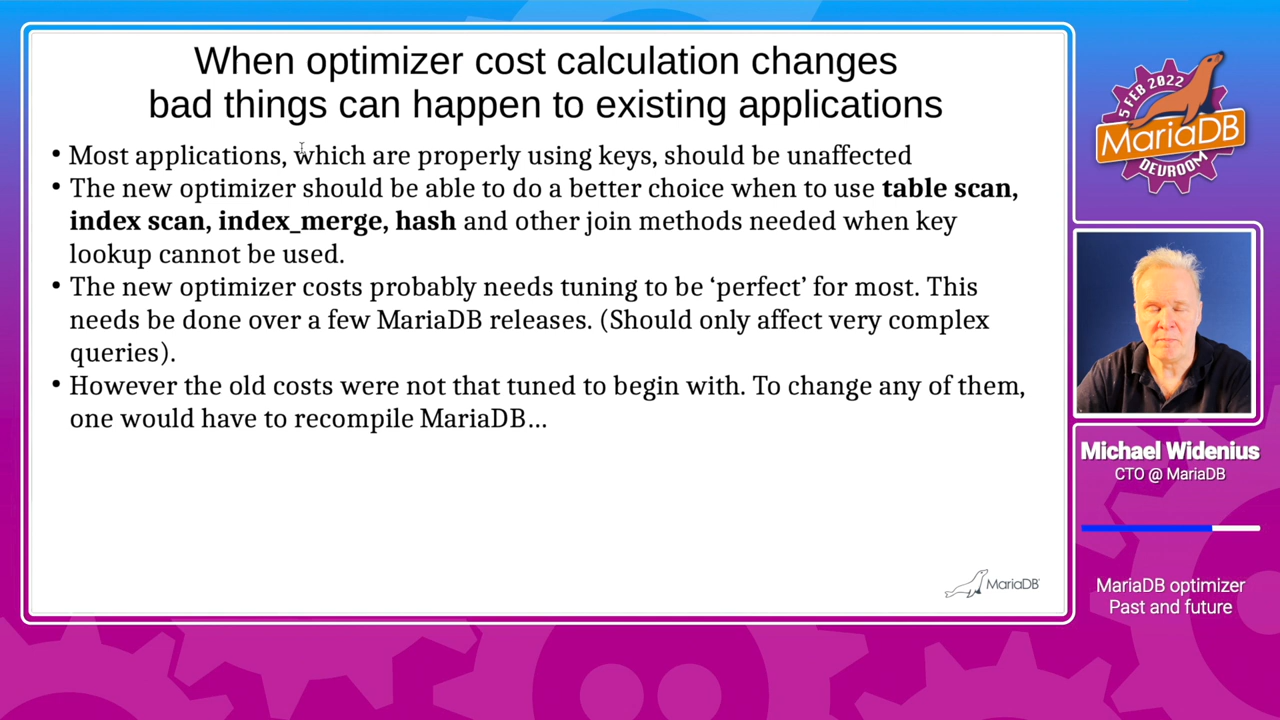 When optimizer cost calculation changes
bad things can happen to existing applications
• Most applications, which are properly using keys, should be unaffected
• The new optimizer should be able to do a better choice when to use table scan,
index scan, index_merge, hash and other join methods needed when key
lookup cannot be used.
• The new optimizer costs probably needs tuning to be ‘perfect’ for most. This
needs be done over a few MariaDB releases. (Should only affect very complex
queries).
• However the old costs were not that tuned to begin with. To change any of them,
one would have to recompile MariaDB…
MariaDB
5 FEB 2022
MariaDB
DEVROOM
Michael Widenius
CTO @ MariaDB
MariaDB optimizer
Past and future